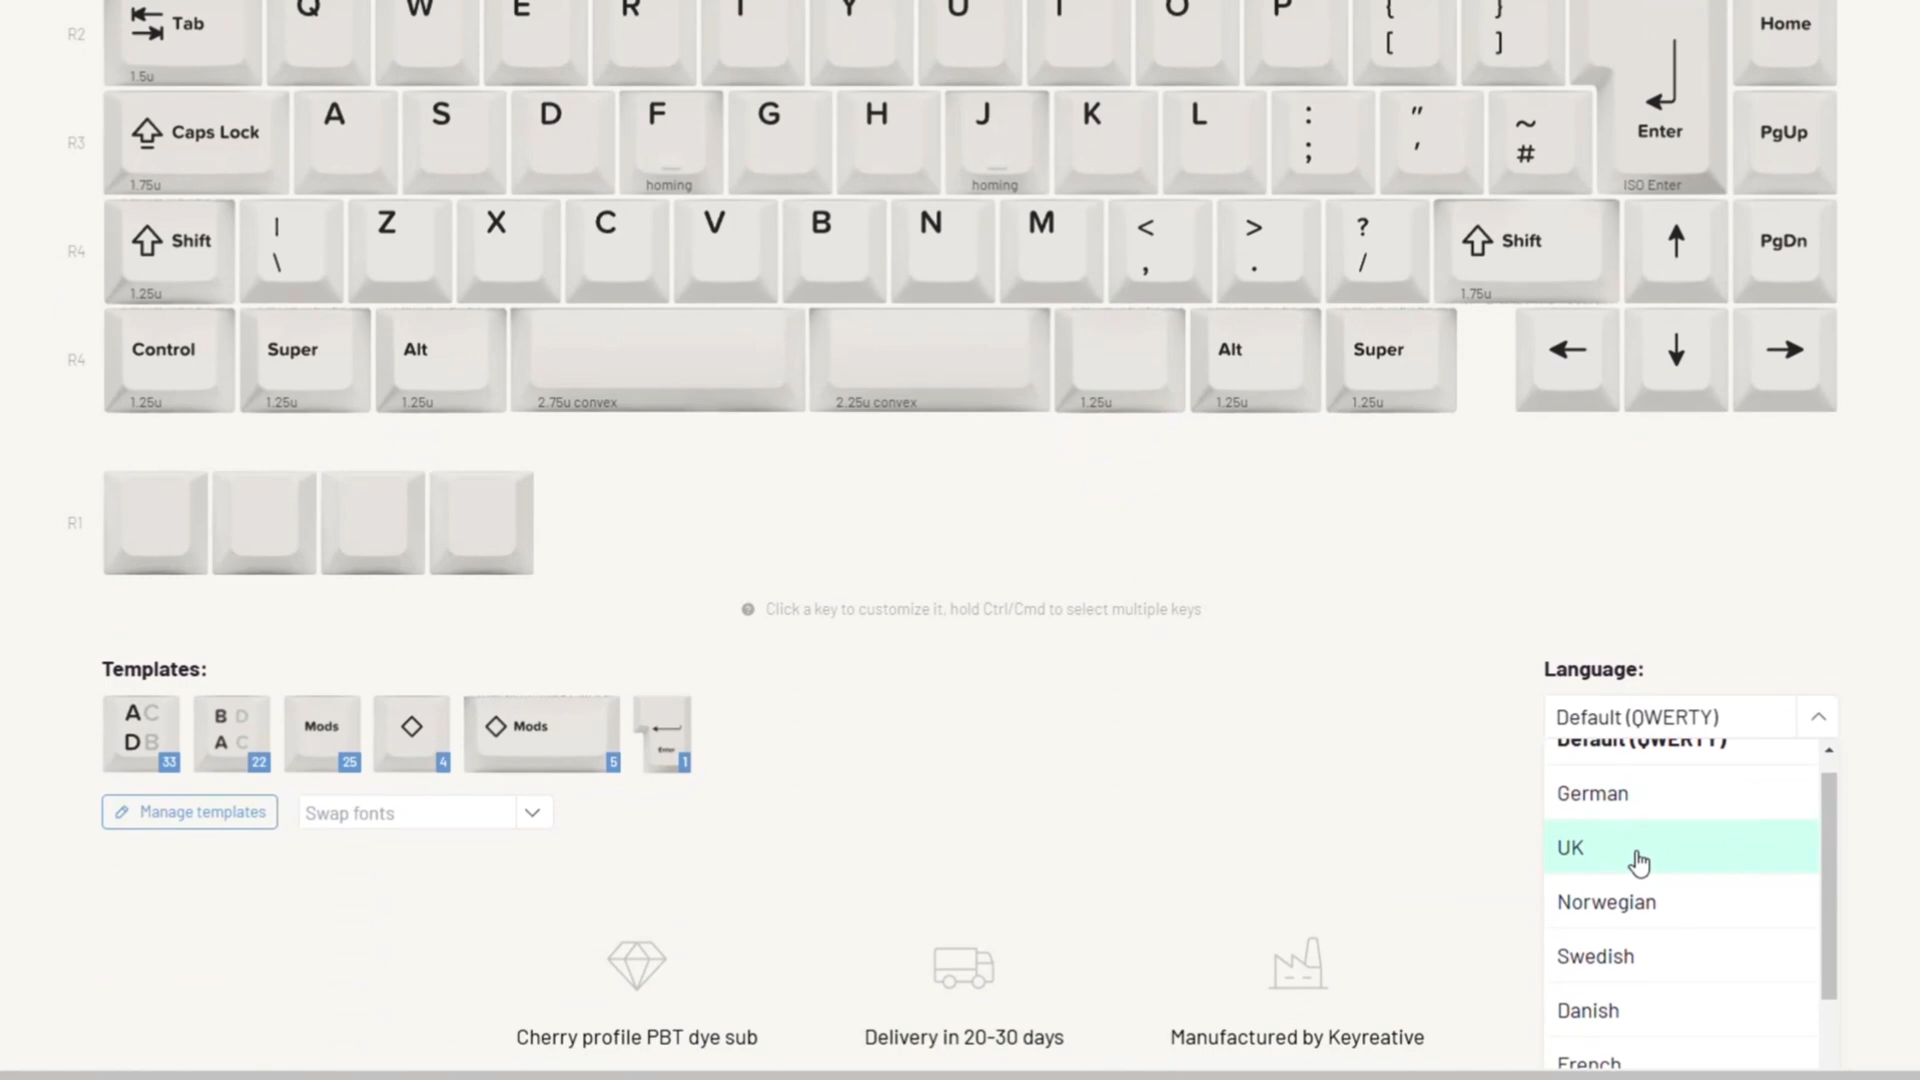 R2 Tab Q W E R T Y U I O P { [ } ] Home
1.5u
R3 Caps Lock A S D F G H J K L : ; " ' ~ # Enter PgUp
1.75u homing homing ISO Enter
R4 Shift | \ Z X C V B N M < , > . ? / Shift ↑ PgDn
1.25u 1.75u
R4 Control Super Alt Alt Super ← ↓ →
1.25u 1.25u 1.25u 2.75u convex 2.25u convex 1.25u 1.25u 1.25u
R1
Click a key to customize it, hold Ctrl/Cmd to select multiple keys
Templates:
A C D B 33
B D A C 22
Mods 25
4
Mods 5
Enter 1
Manage templates
Swap fonts
Language:
Default (QWERTY)
Default (QWERTY)
German
UK
Norwegian
Swedish
Danish
French
Cherry profile PBT dye sub
Delivery in 20-30 days
Manufactured by Keyreative